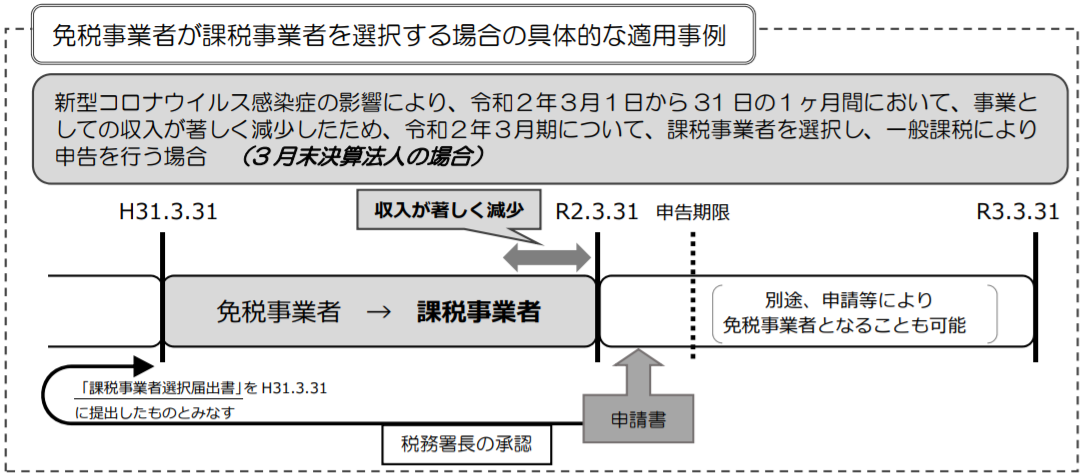 免税事業者が課税事業者を選択する場合の具体的な適用事例
新型コロナウイルス感染症の影響により、令和２年３月１日から 31 日の１ヶ月間において、事業と
しての収入が著しく減少したため、令和２年３月期について、課税事業者を選択し、一般課税により
申告を行う場合　（３月末決算法人の場合）
H31.3.31
収入が著しく減少
R2.3.31
申告期限
R3.3.31
免税事業者　→　課税事業者
別途、申請等により
免税事業者となることも可能
「課税事業者選択届出書」を H31.3.31
に提出したものとみなす
申請書
税務署長の承認